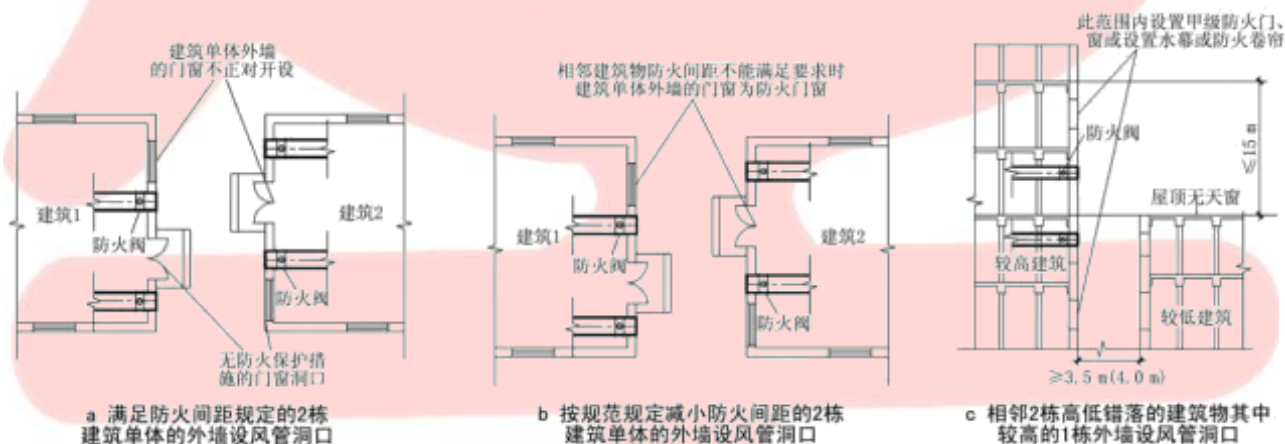 建筑单体外墙
的门窗不正对开设
建筑1
防火阀
建筑2
防火阀
无防火保护措
施的门窗洞口
a 满足防火间距规定的2栋
建筑单体的外墙设风管洞口
相邻建筑物防火间距不能满足要求时
建筑单体外墙的门窗为防火门窗
建筑1
防火阀
建筑2
防火阀
b 按规范规定减小防火间距的2栋
建筑单体的外墙设风管洞口
此范围内设置甲级防火门、
窗或设置水幕或防火卷帘
防火阀
≤15 m
屋顶无天窗
较高建筑
较低建筑
≥3.5 m(4.0 m)
c 相邻2栋高低错落的建筑物其中
较高的1栋外墙设风管洞口